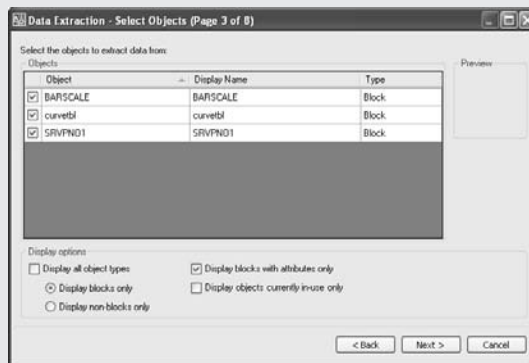 Data Extraction - Select Objects (Page 3 of 8)
Select the objects to extract data from:
Objects
Preview
Object Display Name Type
BARSCALE BARSCALE Block
curvetbl curvetbl Block
SRVPNO1 SRVPNO1 Block
Display options
Display all object types
Display blocks with attributes only
Display blocks only
Display objects currently in-use only
Display non-blocks only
< Back Next > Cancel